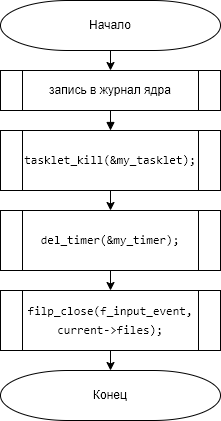 Начало
запись в журнал ядра
tasklet_kill(&my_tasklet);
del_timer(&my_timer);
filp_close(f_input_event,
current->files);
Конец